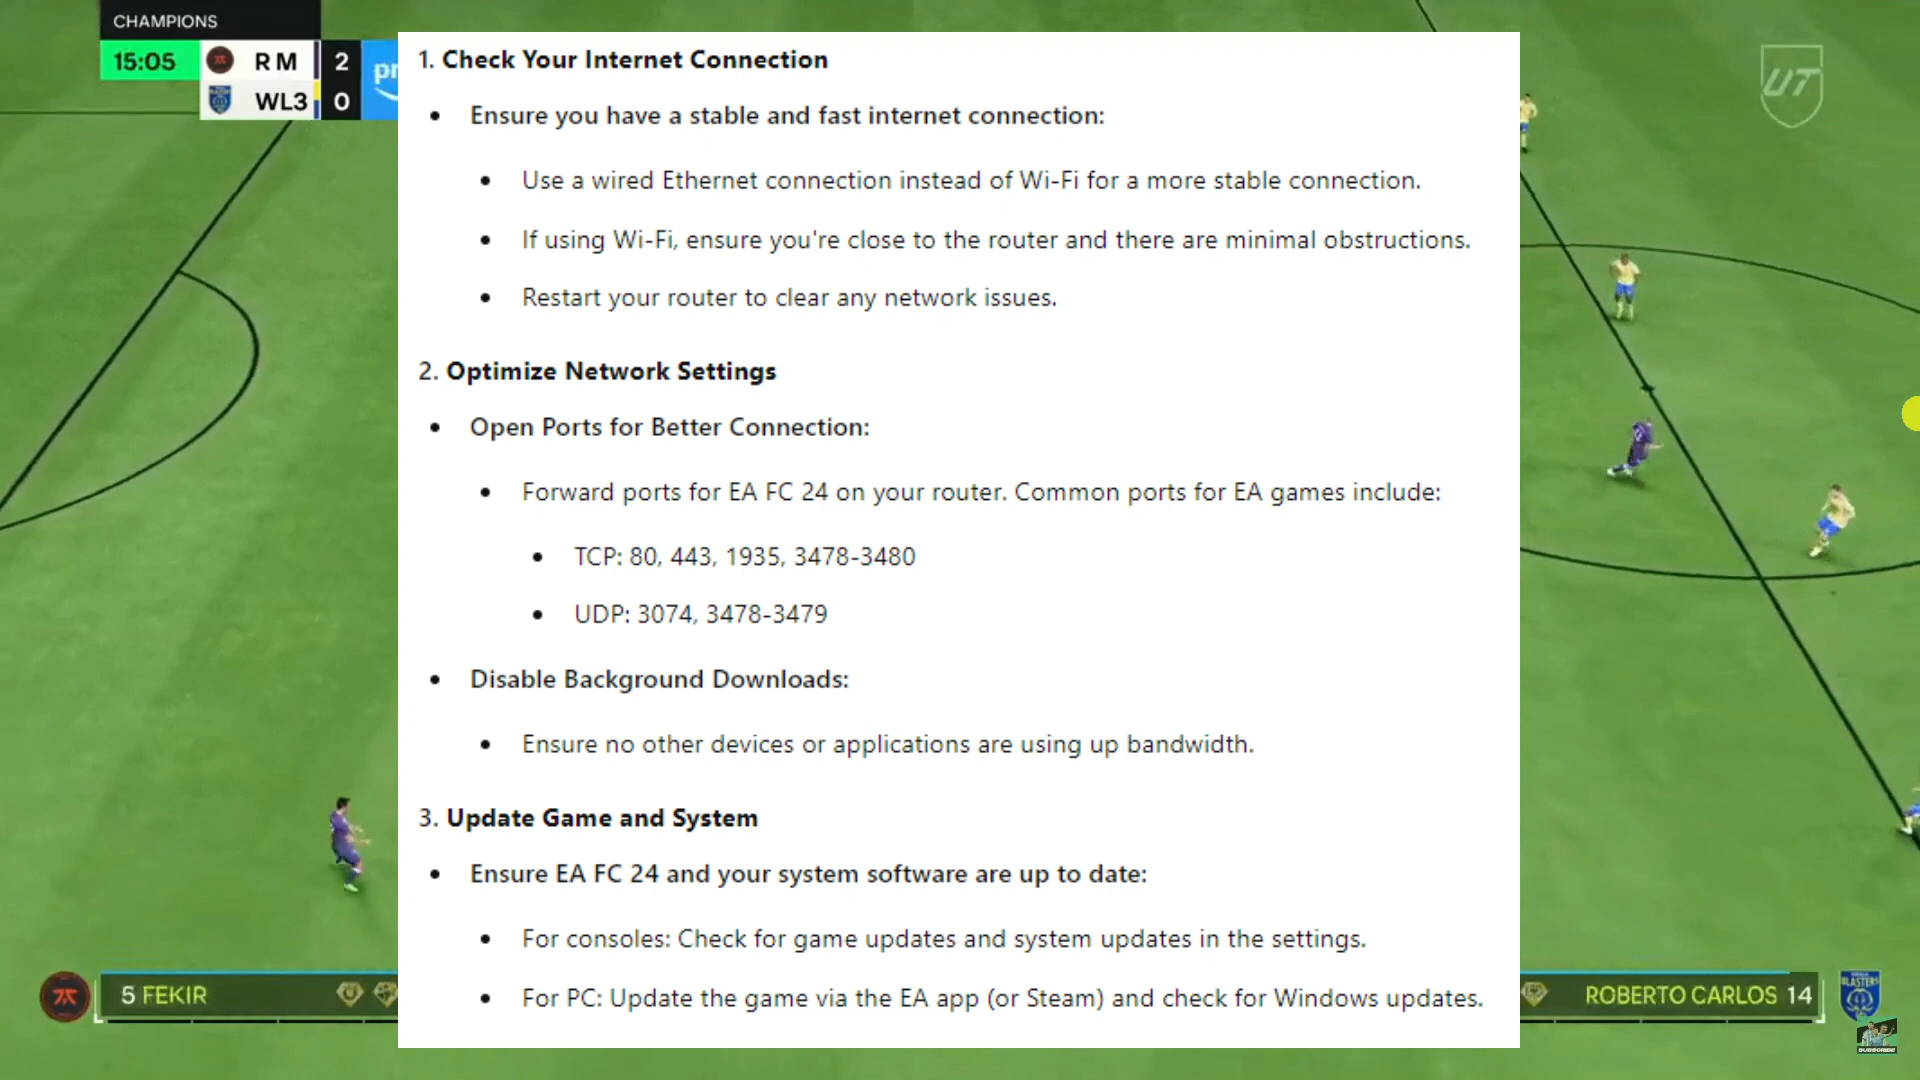 CHAMPIONS
15:05 RM 2
WL3 0
pr
UT
1. Check Your Internet Connection
• Ensure you have a stable and fast internet connection:
• Use a wired Ethernet connection instead of Wi-Fi for a more stable connection.
• If using Wi-Fi, ensure you're close to the router and there are minimal obstructions.
• Restart your router to clear any network issues.
2. Optimize Network Settings
• Open Ports for Better Connection:
• Forward ports for EA FC 24 on your router. Common ports for EA games include:
• TCP: 80, 443, 1935, 3478-3480
• UDP: 3074, 3478-3479
• Disable Background Downloads:
• Ensure no other devices or applications are using up bandwidth.
3. Update Game and System
• Ensure EA FC 24 and your system software are up to date:
• For consoles: Check for game updates and system updates in the settings.
• For PC: Update the game via the EA app (or Steam) and check for Windows updates.
5 FEKIR
ROBERTO CARLOS 14
BLASTERS
SUBSCRIBE